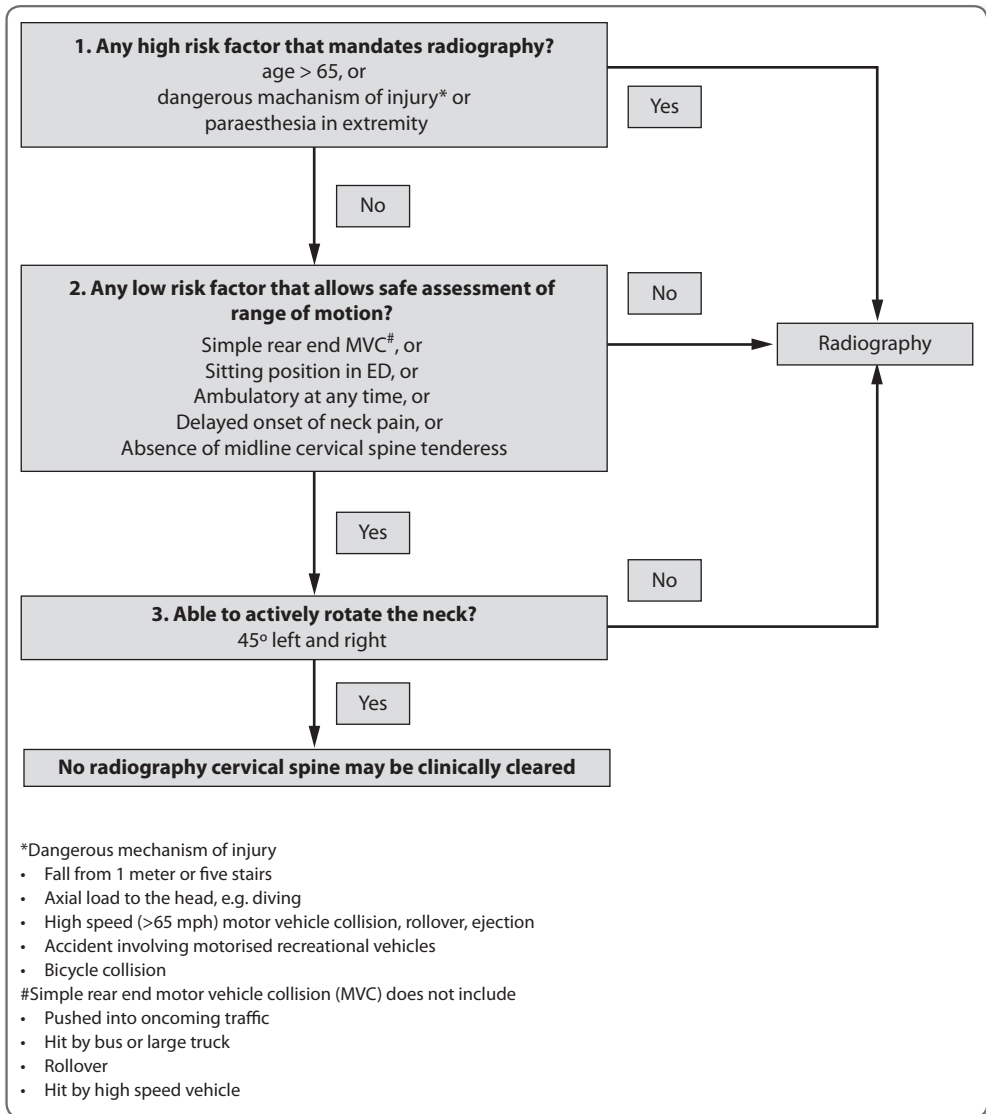 1. Any high risk factor that mandates radiography?
age > 65, or
dangerous machanism of injury* or
paraesthesia in extremity
Yes
No
2. Any low risk factor that allows safe assessment of
range of motion?
Simple rear end MVC#, or
Sitting position in ED, or
Ambulatory at any time, or
Delayed onset of neck pain, or
Absence of midline cervical spine tenderess
No
Radiography
Yes
3. Able to actively rotate the neck?
45º left and right
No
Yes
No radiography cervical spine may be clinically cleared
*Dangerous mechanism of injury
• Fall from 1 meter or five stairs
• Axial load to the head, e.g. diving
• High speed (>65 mph) motor vehicle collision, rollover, ejection
• Accident involving motorised recreational vehicles
• Bicycle collision
#Simple rear end motor vehicle collision (MVC) does not include
• Pushed into oncoming traffic
• Hit by bus or large truck
• Rollover
• Hit by high speed vehicle